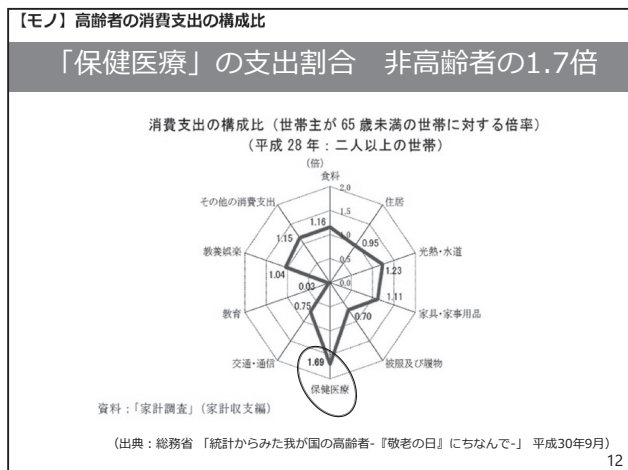 【モノ】高齢者の消費支出の構成比
「保健医療」の支出割合　非高齢者の1.7倍
消費支出の構成比（世帯主が 65 歳未満の世帯に対する倍率）
（平成 28 年：二人以上の世帯）
(倍)
食料
2.0
その他の消費支出
住居
1.5
1.16
1.0
1.15
0.95
教養娯楽
光熱・水道
0.5
1.04
1.23
0.03
0.0
1.11
0.75
教育
0.70
家具・家事用品
交通・通信
1.69
被服及び履物
保健医療
資料：「家計調査」（家計収支編）
（出典：総務省 「統計からみた我が国の高齢者-『敬老の日』にちなんで-」 平成30年9月）
12